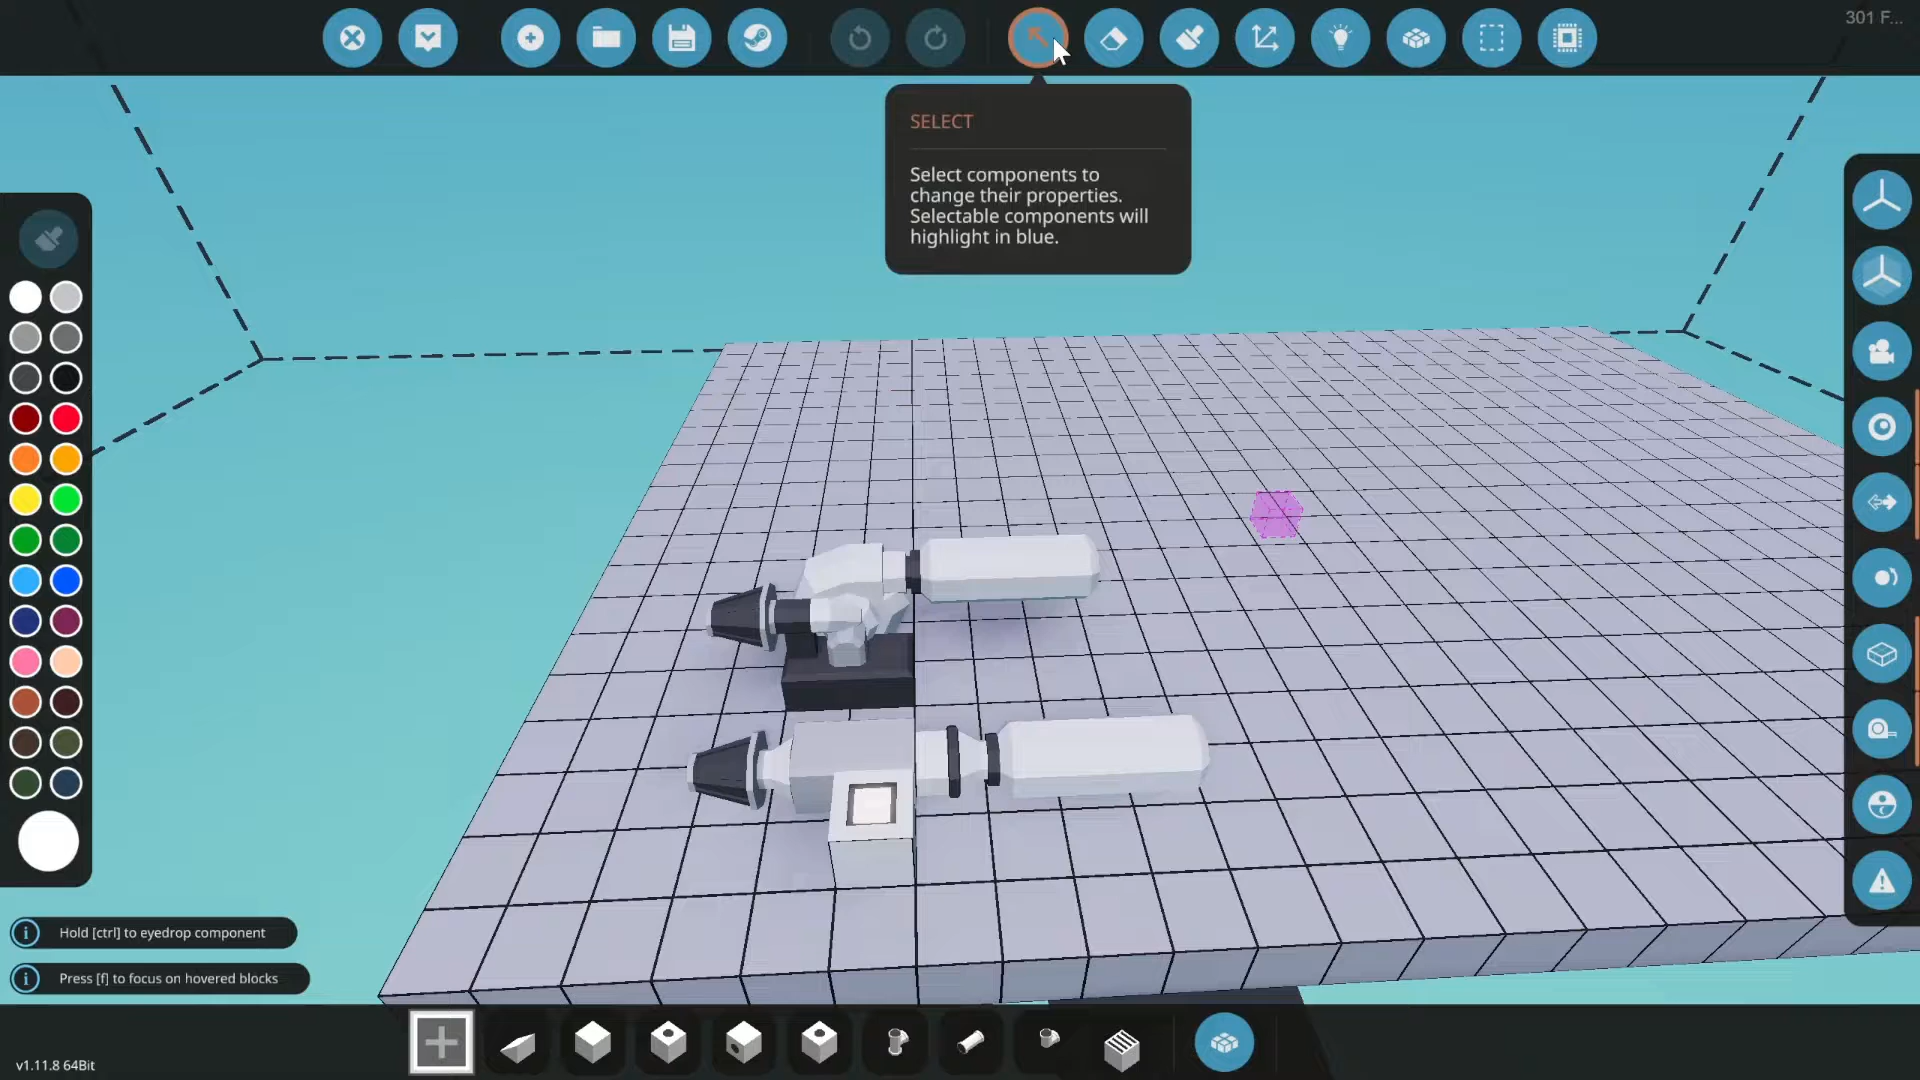 301 F...
SELECT
Select components to
change their properties.
Selectable components will
highlight in blue.
Hold [ctrl] to eyedrop component
Press [f] to focus on hovered blocks
v1.11.8 64Bit